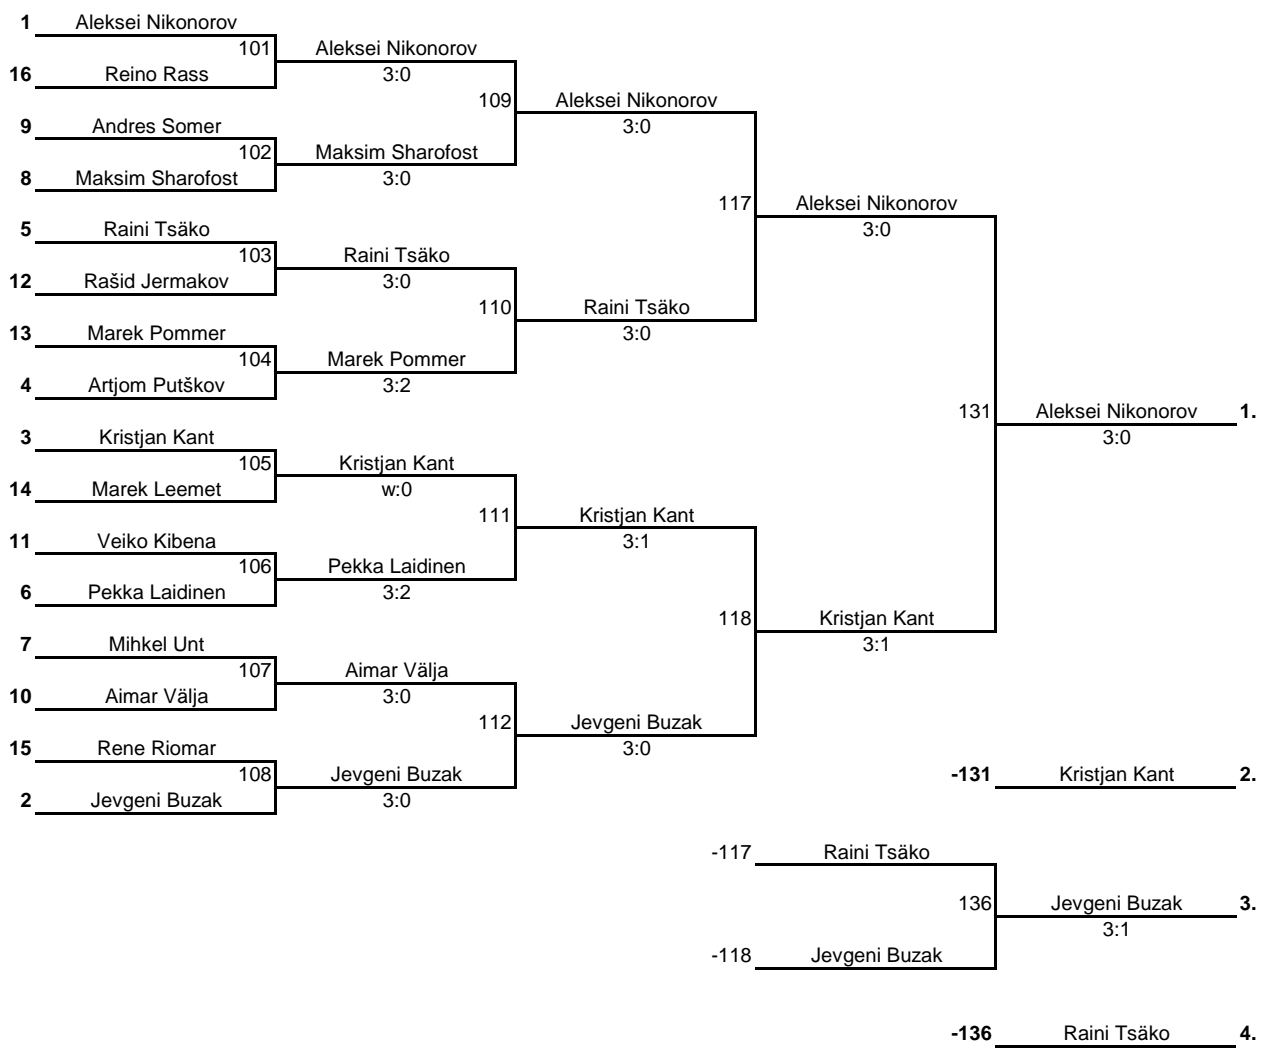 1 Aleksei Nikonorov
101 Aleksei Nikonorov
16 Reino Rass 3:0
109 Aleksei Nikonorov
9 Andres Somer 3:0
102 Maksim Sharofost
8 Maksim Sharofost 3:0
117 Aleksei Nikonorov
5 Raini Tsäko 3:0
103 Raini Tsäko
12 Rašid Jermakov 3:0
110 Raini Tsäko
13 Marek Pommer 3:0
104 Marek Pommer
4 Artjom Putškov 3:2
131 Aleksei Nikonorov 1.
3 Kristjan Kant 3:0
105 Kristjan Kant
14 Marek Leemet w:0
111 Kristjan Kant
11 Veiko Kibena 3:1
106 Pekka Laidinen
6 Pekka Laidinen 3:2
118 Kristjan Kant
7 Mihkel Unt 3:1
107 Aimar Välja
10 Aimar Välja 3:0
112 Jevgeni Buzak
15 Rene Riomar 3:0
108 Jevgeni Buzak -131 Kristjan Kant 2.
2 Jevgeni Buzak 3:0
-117 Raini Tsäko
136 Jevgeni Buzak 3.
3:1
-118 Jevgeni Buzak
-136 Raini Tsäko 4.